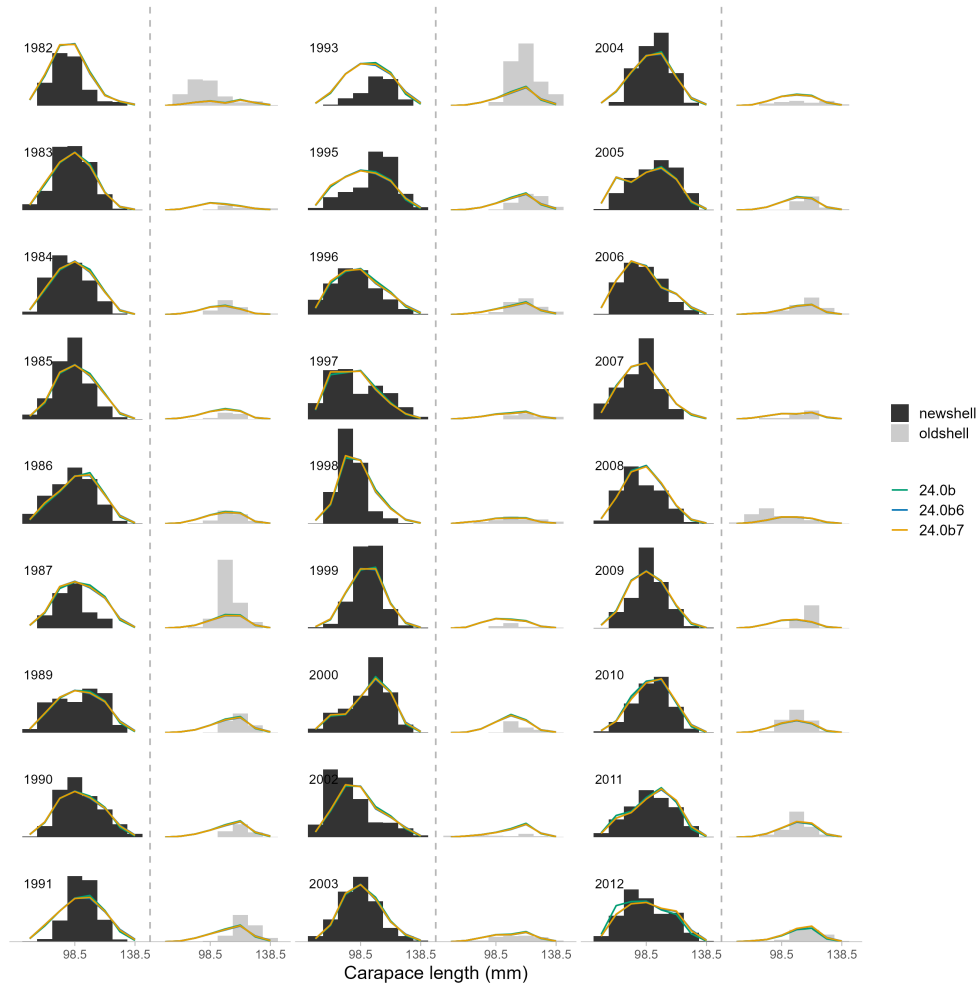 1982 1993 2004
1983 1995 2005
1984 1996 2006
1985 1997 2007
1986 1998 2008
1987 1999 2009
1989 2000 2010
1990 2002 2011
1991 2003 2012
98.5 138.5 98.5 138.5 98.5 138.5 98.5 138.5 98.5 138.5 98.5 138.5
Carapace length (mm)
newshell
oldshell
24.0b
24.0b6
24.0b7